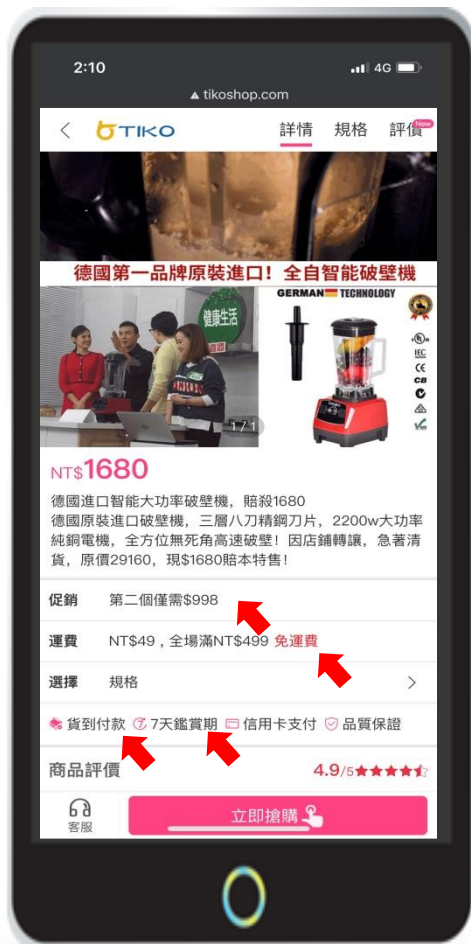 2:10
4G
tikoshop.com
TIKO
詳情 規格 評價
New
德國第一品牌原裝進口！全自智能破壁機
GERMAN TECHNOLOGY
健康生活
IEC
CE
CB
1/1
NT$1680
德國進口智能大功率破壁機，賠殺1680
德國原裝進口破壁機，三層八刀精鋼刀片，2200w大功率
純銅電機，全方位無死角高速破壁！因店鋪轉讓，急著清
貨，原價29160，現$1680賠本特售！
促銷 第二個僅需$998
運費 NT$49，全場滿NT$499 免運費
選擇 規格
貨到付款 7天鑑賞期 信用卡支付 品質保證
商品評價 4.9/5
客服
立即搶購